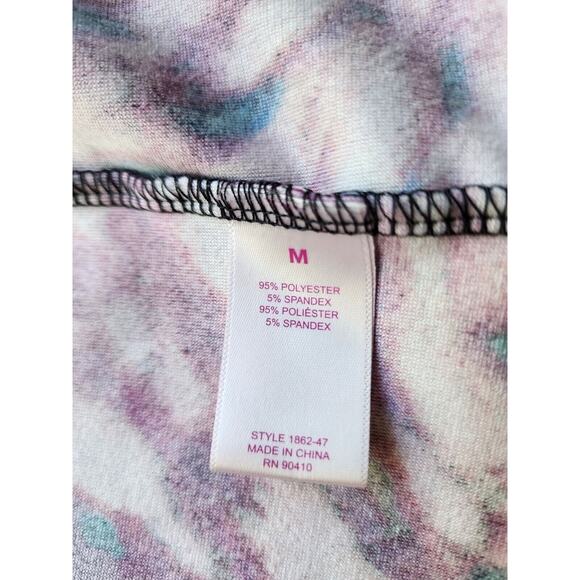 M
95% POLYESTER
5% SPANDEX
95% POLIÉSTER
5% SPANDEX
STYLE 1862-47
MADE IN CHINA
RN 90410